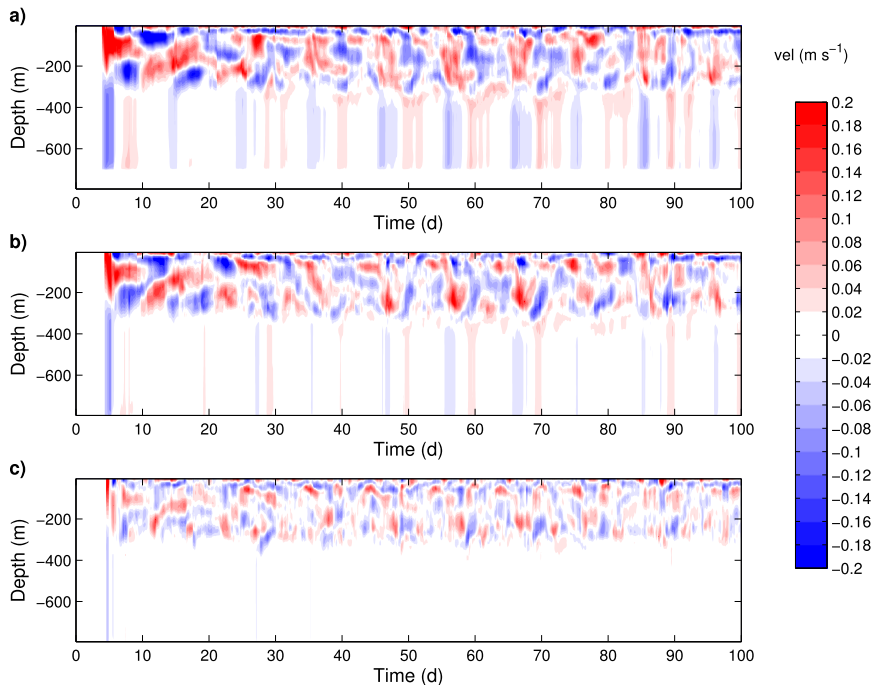 a)
Depth (m)
−200
−400
−600
0 10 20 30 40 50 60 70 80 90 100
Time (d)
b)
Depth (m)
−200
−400
−600
0 10 20 30 40 50 60 70 80 90 100
Time (d)
c)
Depth (m)
−200
−400
−600
0 10 20 30 40 50 60 70 80 90 100
Time (d)
vel (m s⁻¹)
0.2
0.18
0.16
0.14
0.12
0.1
0.08
0.06
0.04
0.02
0
−0.02
−0.04
−0.06
−0.08
−0.1
−0.12
−0.14
−0.16
−0.18
−0.2